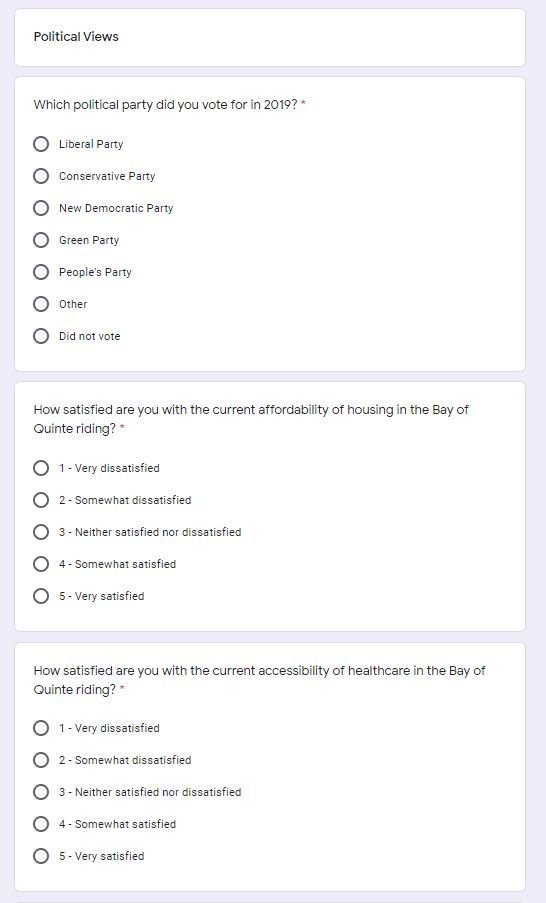 Political Views
Which political party did you vote for in 2019? *
Liberal Party
Conservative Party
New Democratic Party
Green Party
People's Party
Other
Did not vote
How satisfied are you with the current affordability of housing in the Bay of
Quinte riding? *
1 - Very dissatisfied
2 - Somewhat dissatisfied
3 - Neither satisfied nor dissatisfied
4 - Somewhat satisfied
5 - Very satisfied
How satisfied are you with the current accessibility of healthcare in the Bay of
Quinte riding? *
1 - Very dissatisfied
2 - Somewhat dissatisfied
3 - Neither satisfied nor dissatisfied
4 - Somewhat satisfied
5 - Very satisfied